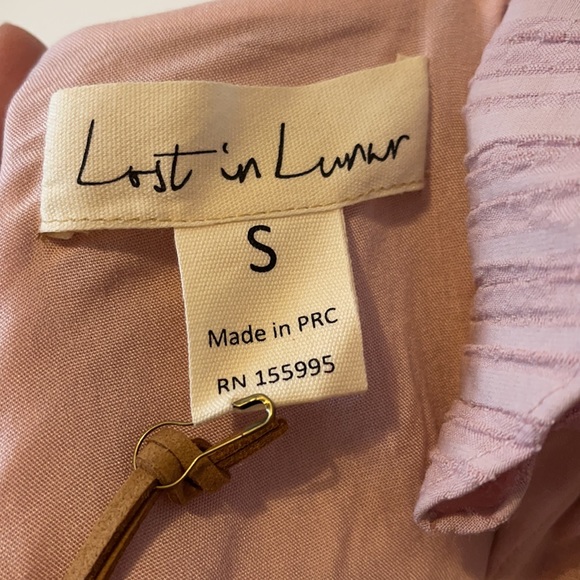 Lost in Lunar
S
Made in PRC
RN 155995